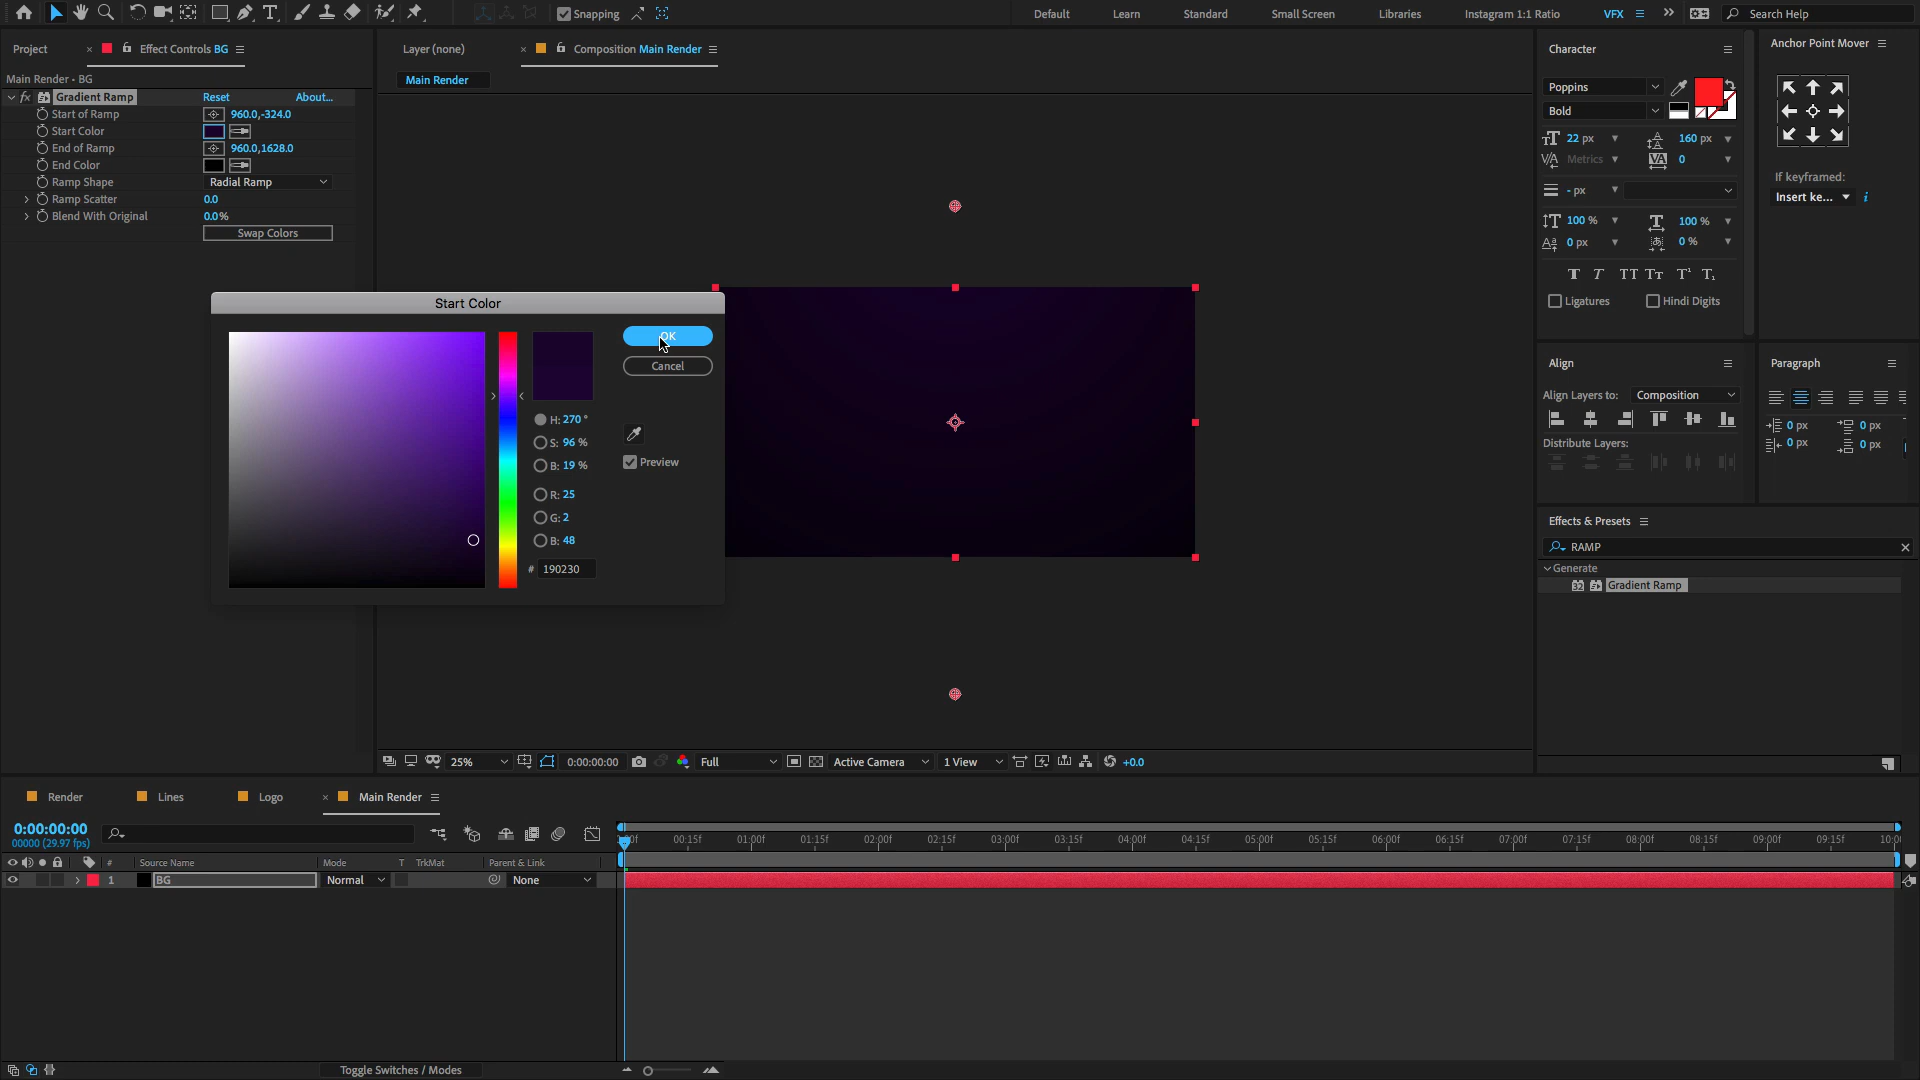 Snapping
Default
Learn
Standard
Small Screen
Libraries
Instagram 1:1 Ratio
VFX
Search Help
Project
Effect Controls BG
Layer (none)
Composition Main Render
Main Render • BG
Main Render
fx Gradient Ramp Reset About...
Start of Ramp 960.0,-324.0
Start Color
End of Ramp 960.0,1628.0
End Color
Ramp Shape Radial Ramp
Ramp Scatter 0.0
Blend With Original 0.0%
Swap Colors
Start Color
OK
Cancel
H: 270 °
S: 96 %
B: 19 %
Preview
R: 25
G: 2
B: 48
# 190230
Character
Poppins
Bold
22 px
160 px
Metrics
0
- px
100 %
100 %
0 px
0 %
Ligatures
Hindi Digits
Anchor Point Mover
If keyframed:
Insert ke...
Align
Align Layers to: Composition
Distribute Layers:
Paragraph
0 px
0 px
0 px
0 px
Effects & Presets
RAMP
Generate
32 Gradient Ramp
25%
0:00:00:00
Full
Active Camera
1 View
+0.0
Render
Lines
Logo
Main Render
0:00:00:00
00000 (29.97 fps)
00:15f 01:00f 01:15f 02:00f 02:15f 03:00f 03:15f 04:00f 04:15f 05:00f 05:15f 06:00f 06:15f 07:00f 07:15f 08:00f 08:15f 09:00f 09:15f
# Source Name Mode T TrkMat Parent & Link
1 BG Normal None
Toggle Switches / Modes